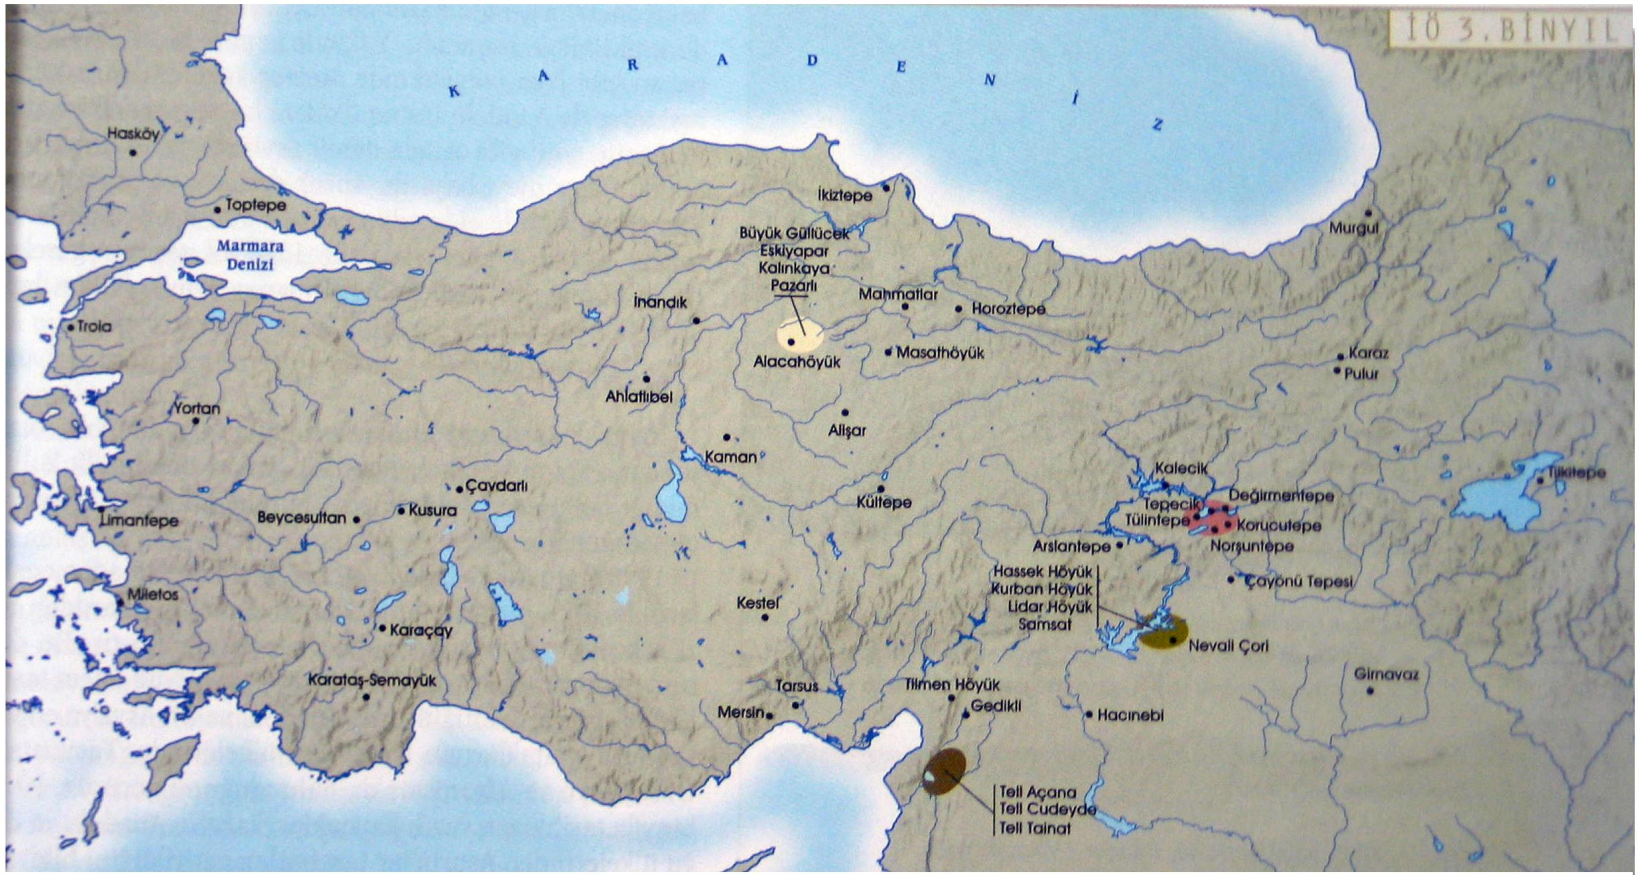 İÖ 3. BİNYIL
K A R A D E N İ Z
Hasköy
Toptepe
Marmara
Denizi
İkiztepe
Murgul
Büyük Güllücek
Eskiyapar
Kalınkaya
Pazarlı
İnandık
Mahmatlar
Horoztepe
Troia
Alacahöyük
Masathöyük
Karaz
Pulur
Ahlatlıbel
Yortan
Alişar
Kaman
Kalecik
Tilkitepe
Çavdarlı
Kültepe
Değirmentepe
Tepecik
Limantepe
Beycesultan
Kusura
Tülintepe
Korucutepe
Arslantepe
Norşuntepe
Hassek Höyük
Kurban Höyük
Lidar Höyük
Samsat
Çayönü Tepesi
Miletos
Kestel
Karaçay
Nevali Çori
Karataş-Semayük
Tarsus
Tilmen Höyük
Girnavaz
Mersin
Gedikli
Hacınebi
Tell Açana
Tell Cudeyde
Tell Tainat